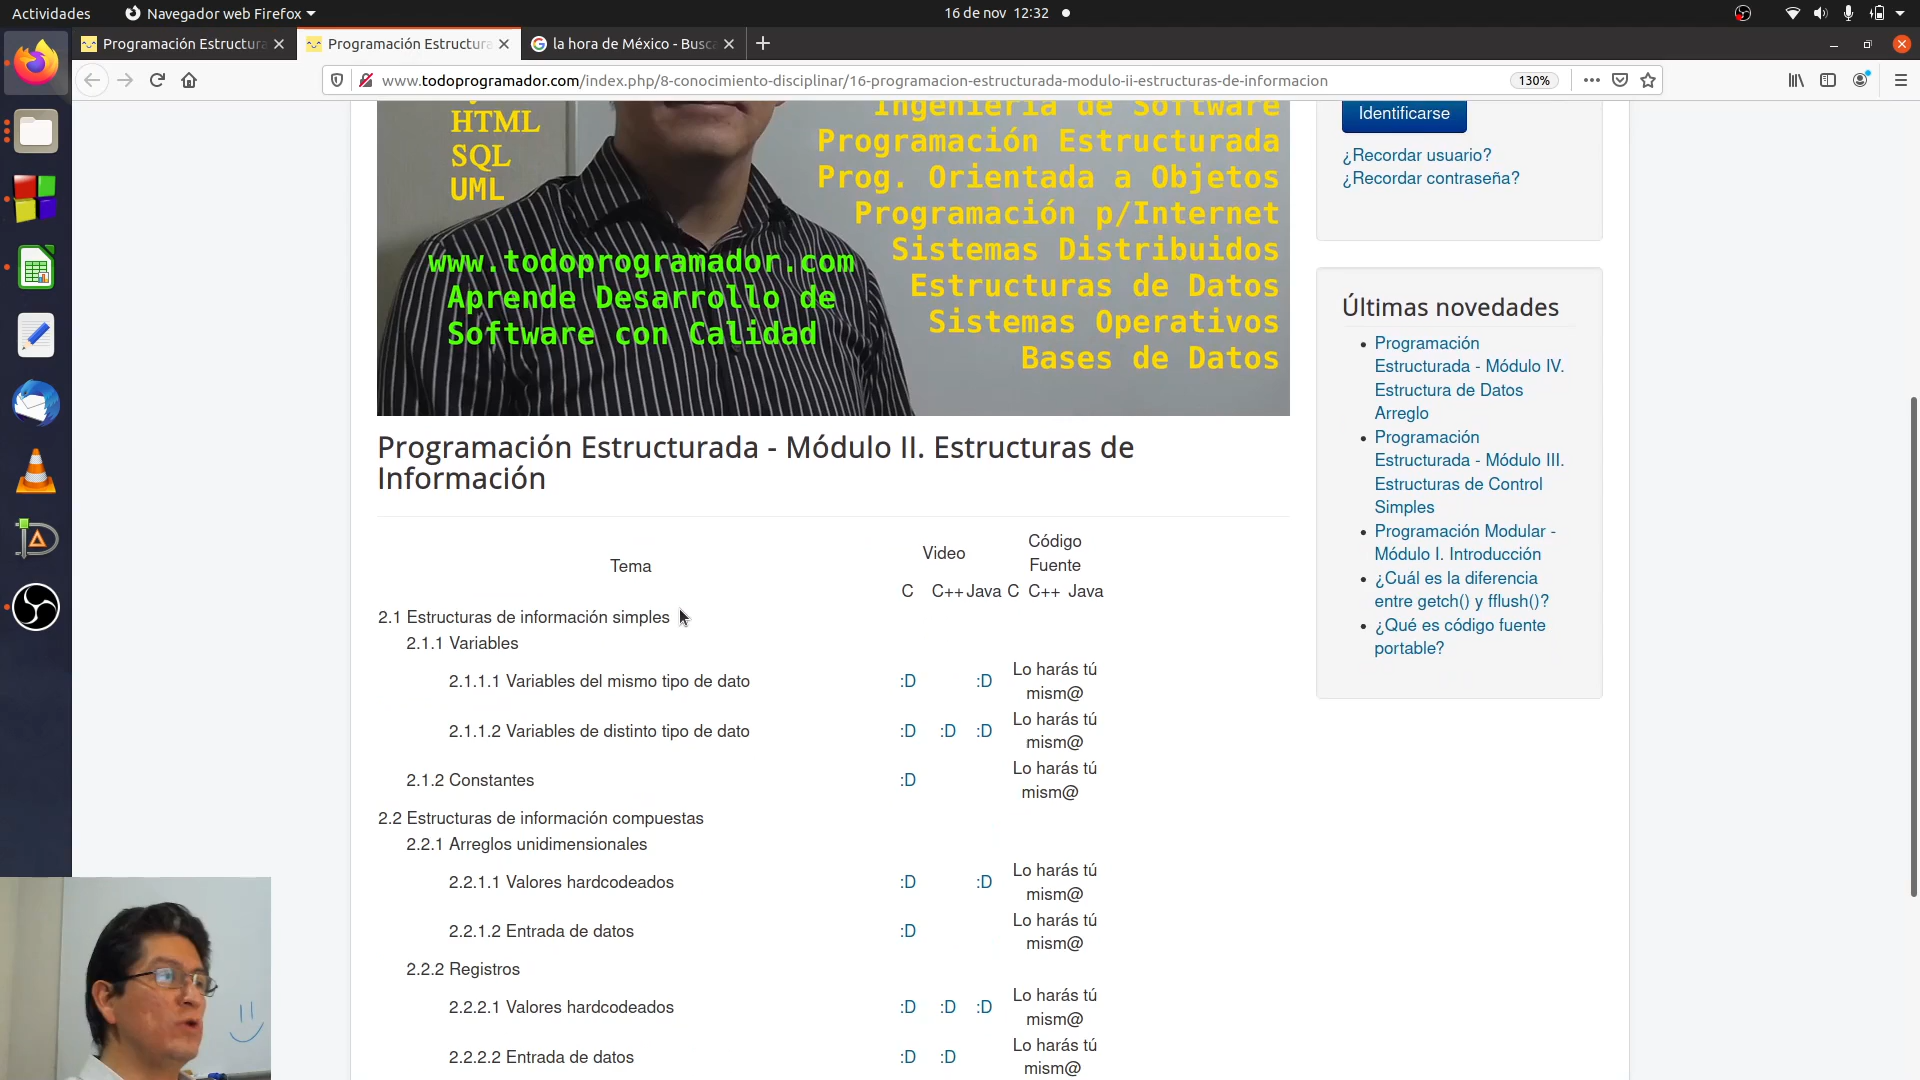 Actividades
Navegador web Firefox
16 de nov 12:32
Programación Estructura
Programación Estructura
la hora de México - Busc
www.todoprogramador.com/index.php/8-conocimiento-disciplinar/16-programacion-estructurada-modulo-ii-estructuras-de-informacion
130%
HTML
SQL
UML
www.todoprogramador.com
Aprende Desarrollo de
Software con Calidad
Ingeniería de Software
Programación Estructurada
Prog. Orientada a Objetos
Programación p/Internet
Sistemas Distribuidos
Estructuras de Datos
Sistemas Operativos
Bases de Datos
Identificarse
¿Recordar usuario?
¿Recordar contraseña?
Últimas novedades
Programación
Estructurada - Módulo IV.
Estructura de Datos
Arreglo
Programación
Estructurada - Módulo III.
Estructuras de Control
Simples
Programación Modular -
Módulo I. Introducción
¿Cuál es la diferencia
entre getch() y fflush()?
¿Qué es código fuente
portable?
Programación Estructurada - Módulo II. Estructuras de
Información
Tema Video Código
Fuente
C C++ Java C C++ Java
2.1 Estructuras de información simples
2.1.1 Variables
2.1.1.1 Variables del mismo tipo de dato :D :D Lo harás tú
mism@
2.1.1.2 Variables de distinto tipo de dato :D :D :D Lo harás tú
mism@
2.1.2 Constantes :D Lo harás tú
mism@
2.2 Estructuras de información compuestas
2.2.1 Arreglos unidimensionales
2.2.1.1 Valores hardcodeados :D :D Lo harás tú
mism@
2.2.1.2 Entrada de datos :D Lo harás tú
mism@
2.2.2 Registros
2.2.2.1 Valores hardcodeados :D :D :D Lo harás tú
mism@
2.2.2.2 Entrada de datos :D :D Lo harás tú
mism@